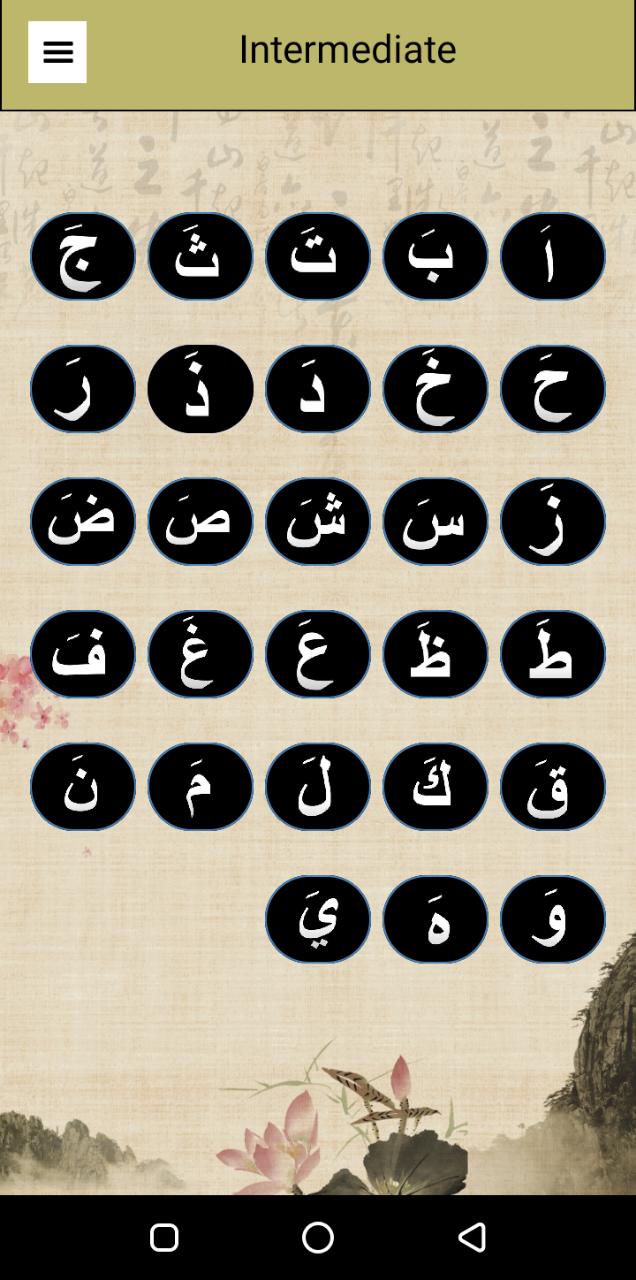 Intermediate
اَ بَ تَ ثَ جَ
حَ خَ دَ ذَ رَ
زَ سَ شَ صَ ضَ
طَ ظَ عَ غَ فَ
قَ كَ لَ مَ نَ
وَ هَ يَ